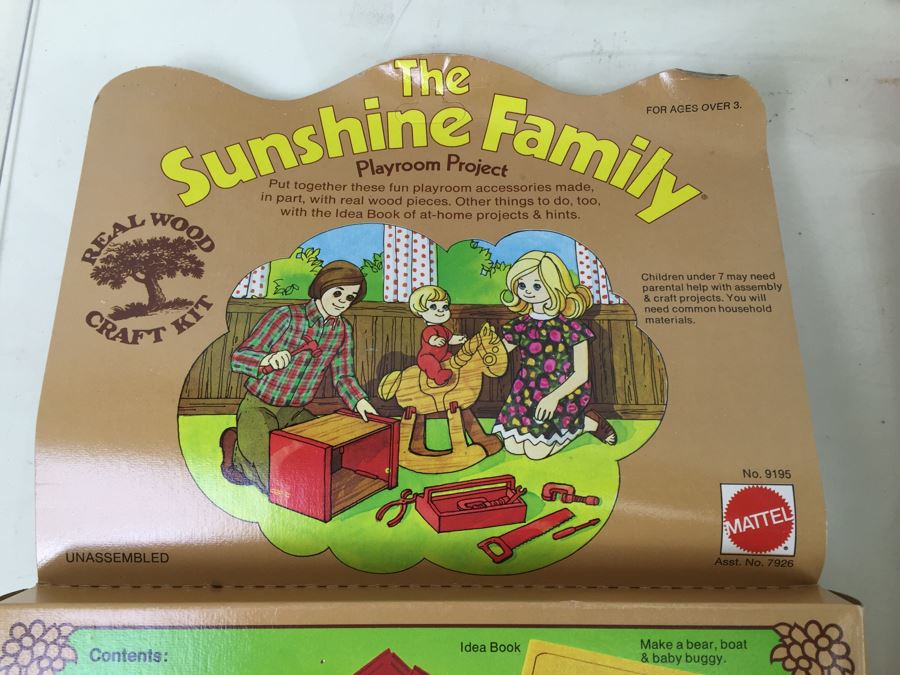 The
Sunshine Family®
FOR AGES OVER 3.
Playroom Project
Put together these fun playroom accessories made,
in part, with real wood pieces. Other things to do, too,
with the Idea Book of at-home projects & hints.
REAL WOOD
CRAFT KIT
Children under 7 may need
parental help with assembly
& craft projects. You will
need common household
materials.
No. 9195
MATTEL®
Asst. No. 7926
UNASSEMBLED
Contents:
Idea Book
Make a bear, boat
& baby buggy.